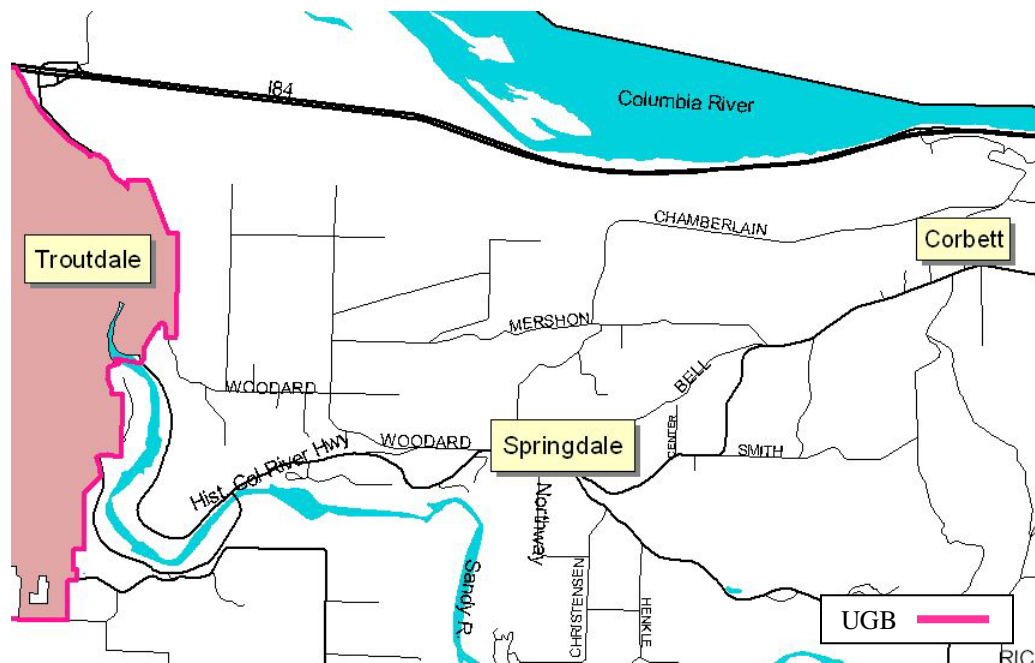 I84
Columbia River
CHAMBERLAIN
Corbett
Troutdale
MERSHON
BELL
WOODARD
WOODARD
Springdale
CENTER
SMITH
Hist. Col River Hwy
Northway
Sandy R.
CHRISTENSEN
HENKLE
UGB
RIC